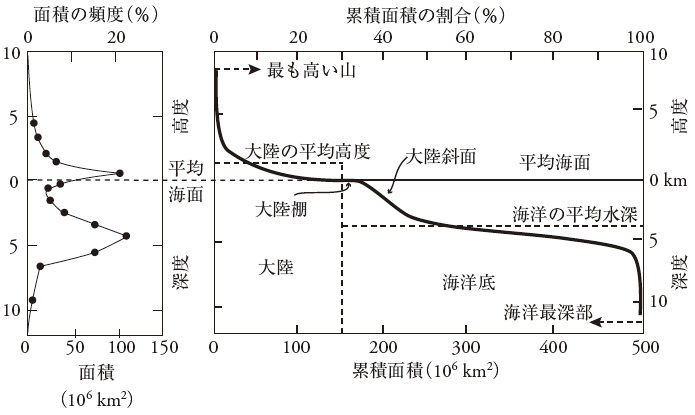 面積の頻度(%)
0 10 20
10
5
0
5
10
0 50 100 150
面積
(10⁶ km²)
高度
平均
海面
深度
累積面積の割合(%)
0 20 40 60 80 100
最も高い山
大陸の平均高度
大陸斜面
平均海面
大陸棚
海洋の平均水深
大陸
海洋底
海洋最深部
10
5
0 km
5
10
高度
深度
0 100 200 300 400 500
累積面積(10⁶ km²)